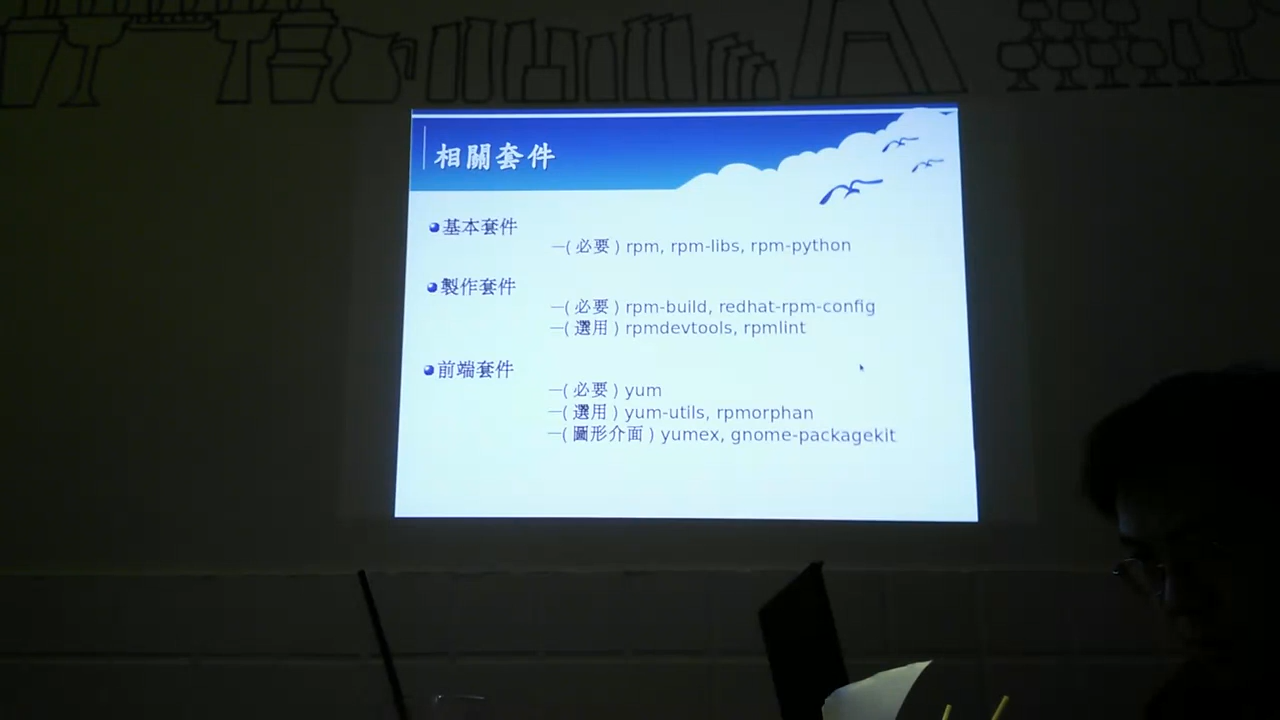 相關套件
基本套件
—( 必要 ) rpm, rpm-libs, rpm-python
製作套件
—( 必要 ) rpm-build, redhat-rpm-config
—( 選用 ) rpmdevtools, rpmlint
前端套件
—( 必要 ) yum
—( 選用 ) yum-utils, rpmorphan
—( 圖形介面 ) yumex, gnome-packagekit